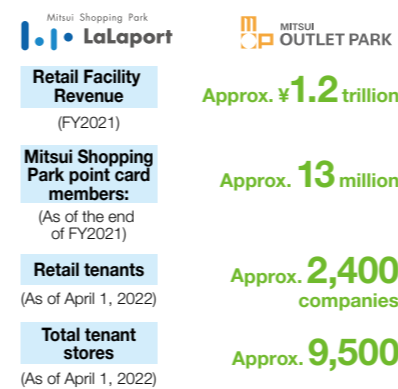 Mitsui Shopping Park
LaLaport
MOP
MITSUI
OUTLET PARK
Retail Facility
Revenue
(FY2021)
Approx. ¥1.2 trillion
Mitsui Shopping
Park point card
members:
(As of the end
of FY2021)
Approx. 13 million
Retail tenants
(As of April 1, 2022)
Approx. 2,400
companies
Total tenant
stores
(As of April 1, 2022)
Approx. 9,500